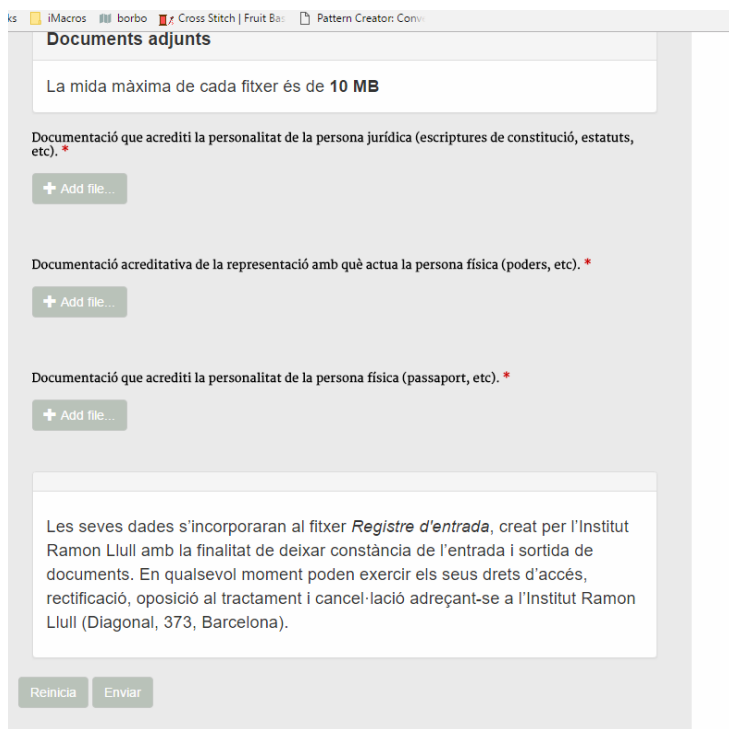 ks iMacros borbo Cross Stitch | Fruit Bas Pattern Creator: Conv
Documents adjunts
La mida màxima de cada fitxer és de 10 MB
Documentació que acrediti la personalitat de la persona jurídica (escriptures de constitució, estatuts,
etc). *
+ Add file...
Documentació acreditativa de la representació amb què actua la persona física (poders, etc). *
+ Add file...
Documentació que acrediti la personalitat de la persona física (passaport, etc). *
+ Add file...
Les seves dades s’incorporaran al fitxer Registre d'entrada, creat per l’Institut
Ramon Llull amb la finalitat de deixar constància de l’entrada i sortida de
documents. En qualsevol moment poden exercir els seus drets d’accés,
rectificació, oposició al tractament i cancel·lació adreçant-se a l’Institut Ramon
Llull (Diagonal, 373, Barcelona).
Reinicia Enviar